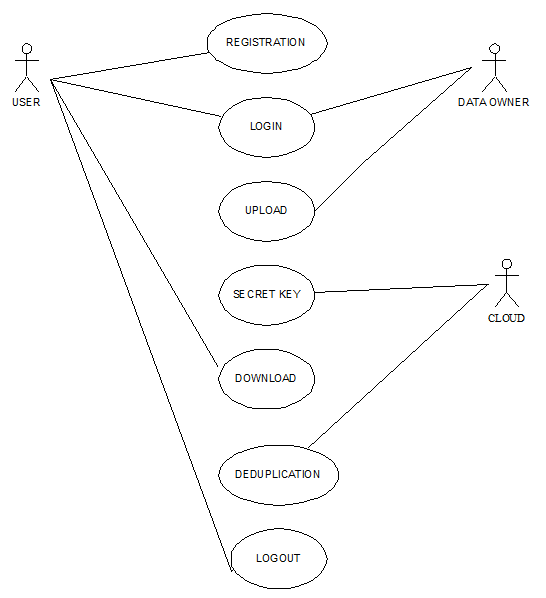 REGISTRATION
USER
DATA OWNER
LOGIN
UPLOAD
SECRET KEY
CLOUD
DOWNLOAD
DEDUPLICATION
LOGOUT